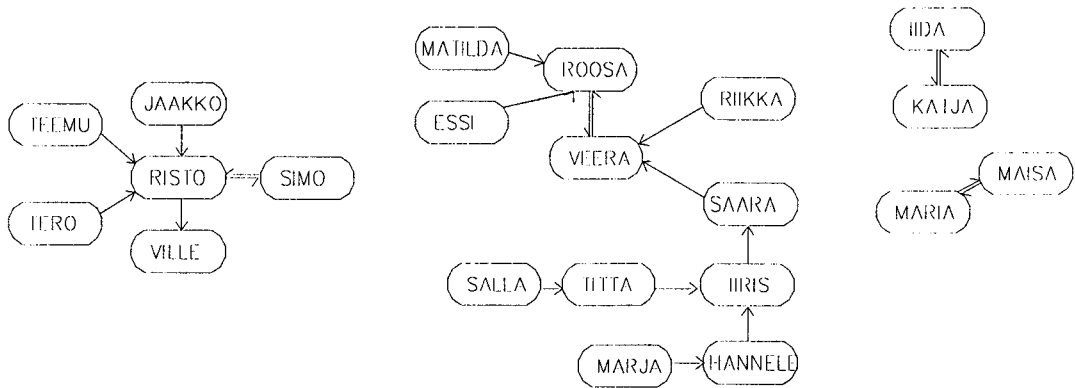 IIDA
MATILDA
ROOSA
JAAKKO
RIIKKA
KAIJA
TEEMU
ESSI
VEERA
RISTO
SIMO
MAISA
SAARA
MARIA
TERO
VILLE
SALLA
TITTA
IIRIS
MARJA
HANNELE